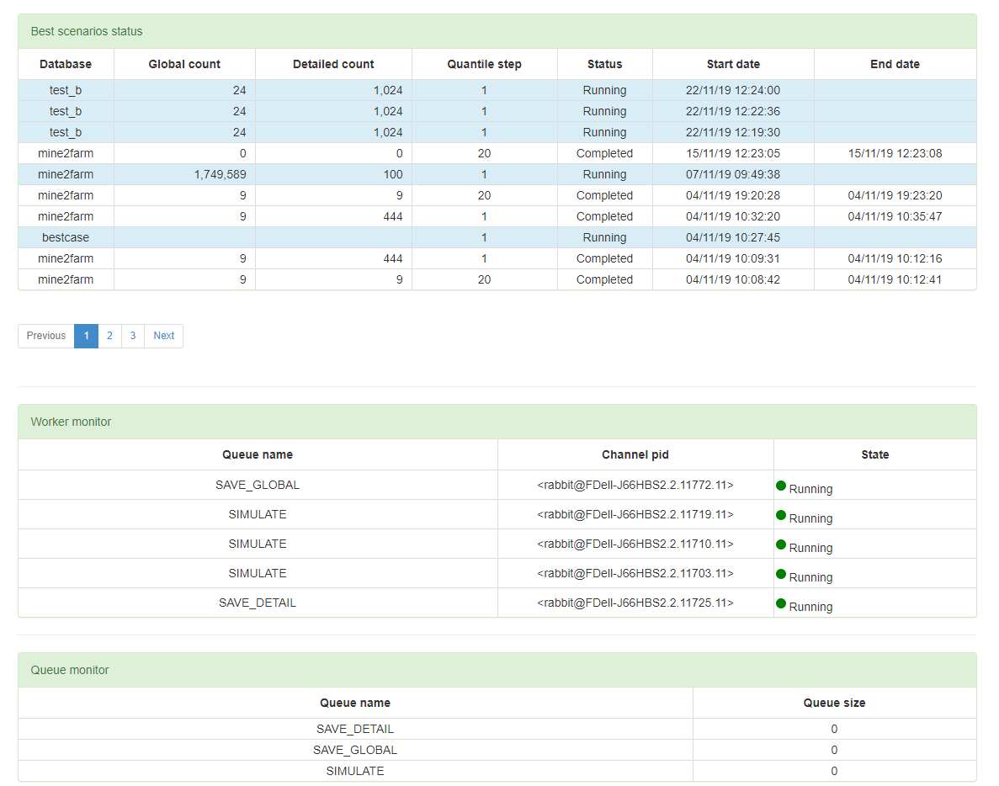 Best scenarios status
Database Global count Detailed count Quantile step Status Start date End date
test_b 24 1,024 1 Running 22/11/19 12:24:00
test_b 24 1,024 1 Running 22/11/19 12:22:36
test_b 24 1,024 1 Running 22/11/19 12:19:30
mine2farm 0 0 20 Completed 15/11/19 12:23:05 15/11/19 12:23:08
mine2farm 1,749,589 100 1 Running 07/11/19 09:49:38
mine2farm 9 9 20 Completed 04/11/19 19:20:28 04/11/19 19:23:20
mine2farm 9 444 1 Completed 04/11/19 10:32:20 04/11/19 10:35:47
bestcase 1 Running 04/11/19 10:27:45
mine2farm 9 444 1 Completed 04/11/19 10:09:31 04/11/19 10:12:16
mine2farm 9 9 20 Completed 04/11/19 10:08:42 04/11/19 10:12:41
Previous 1 2 3 Next
Worker monitor
Queue name Channel pid State
SAVE_GLOBAL <rabbit@FDell-J66HBS2.2.11772.11> Running
SIMULATE <rabbit@FDell-J66HBS2.2.11719.11> Running
SIMULATE <rabbit@FDell-J66HBS2.2.11710.11> Running
SIMULATE <rabbit@FDell-J66HBS2.2.11703.11> Running
SAVE_DETAIL <rabbit@FDell-J66HBS2.2.11725.11> Running
Queue monitor
Queue name Queue size
SAVE_DETAIL 0
SAVE_GLOBAL 0
SIMULATE 0